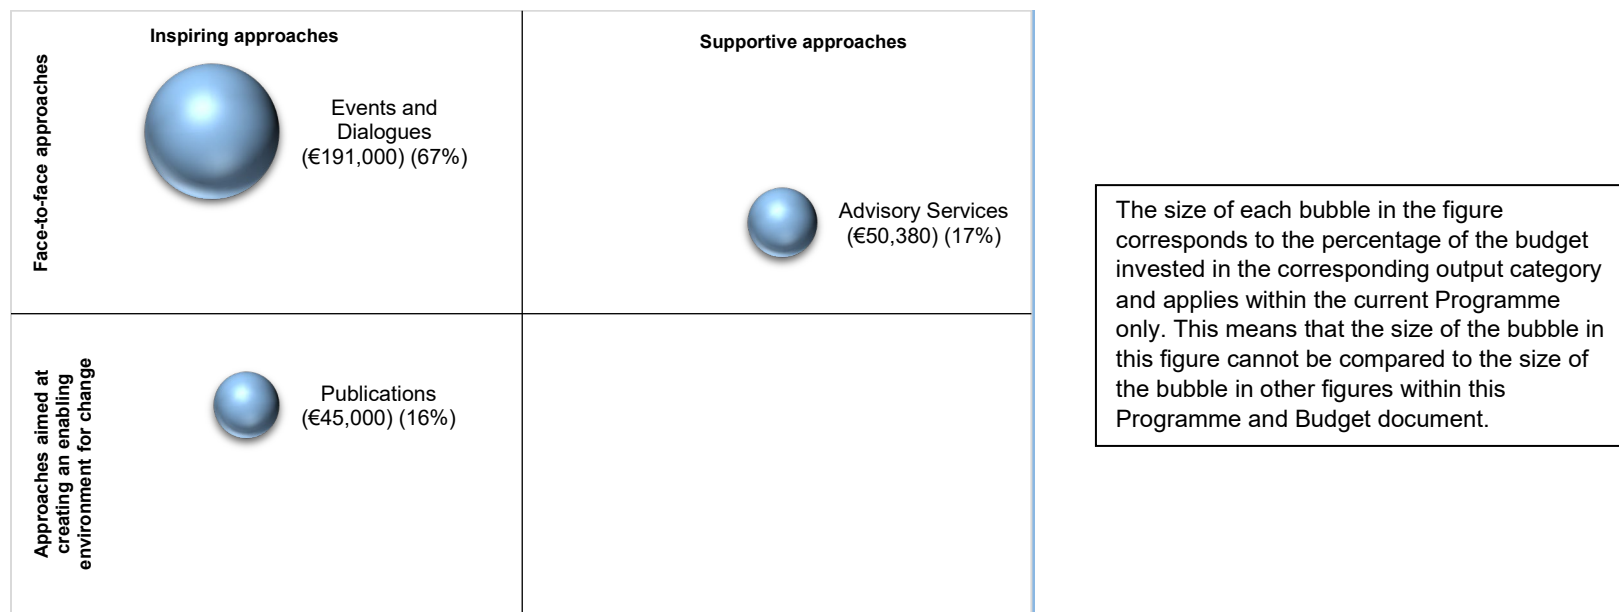 Inspiring approaches
Supportive approaches
Face-to-face approaches
Events and
Dialogues
(€191,000) (67%)
Advisory Services
(€50,380) (17%)
Approaches aimed at
creating an enabling
environment for change
Publications
(€45,000) (16%)
The size of each bubble in the figure
corresponds to the percentage of the budget
invested in the corresponding output category
and applies within the current Programme
only. This means that the size of the bubble in
this figure cannot be compared to the size of
the bubble in other figures within this
Programme and Budget document.